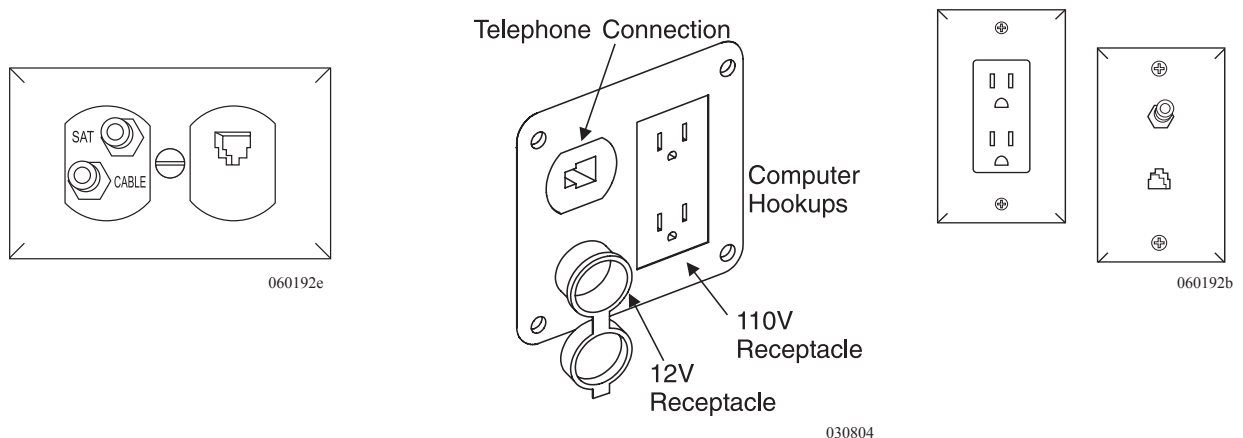 SAT
CABLE
060192e
Telephone Connection
Computer
Hookups
110V
Receptacle
12V
Receptacle
030804
060192b